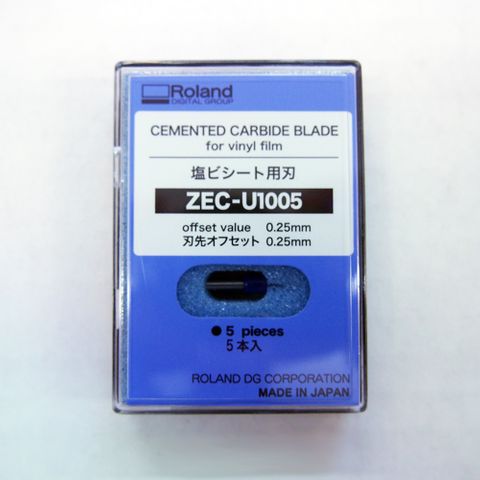 Roland
DIGITAL GROUP
CEMENTED CARBIDE BLADE
for vinyl film
塩ビシート用刃
ZEC-U1005
offset value 0.25mm
刃先オフセット 0.25mm
● 5 pieces
5本入
ROLAND DG CORPORATION
MADE IN JAPAN